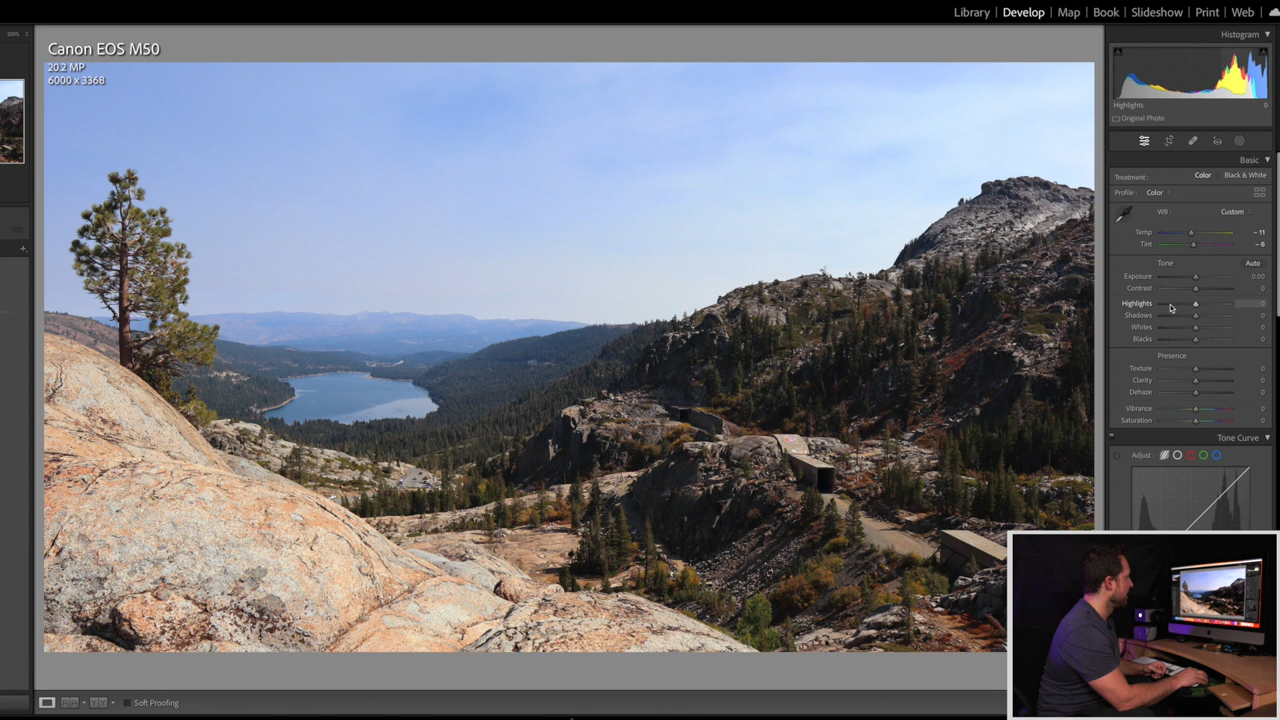 Library | Develop | Map | Book | Slideshow | Print | Web
200%
Canon EOS M50
20.2 MP
6000 x 3368
Histogram
Highlights 0
Original Photo
Basic
Treatment : Color Black & White
Profile : Color
WB : Custom
Temp – 11
Tint – 6
Tone Auto
Exposure 0.00
Contrast 0
Highlights 0
Shadows 0
Whites 0
Blacks 0
Presence
Texture 0
Clarity 0
Dehaze 0
Vibrance 0
Saturation 0
Tone Curve
Adjust :
Soft Proofing